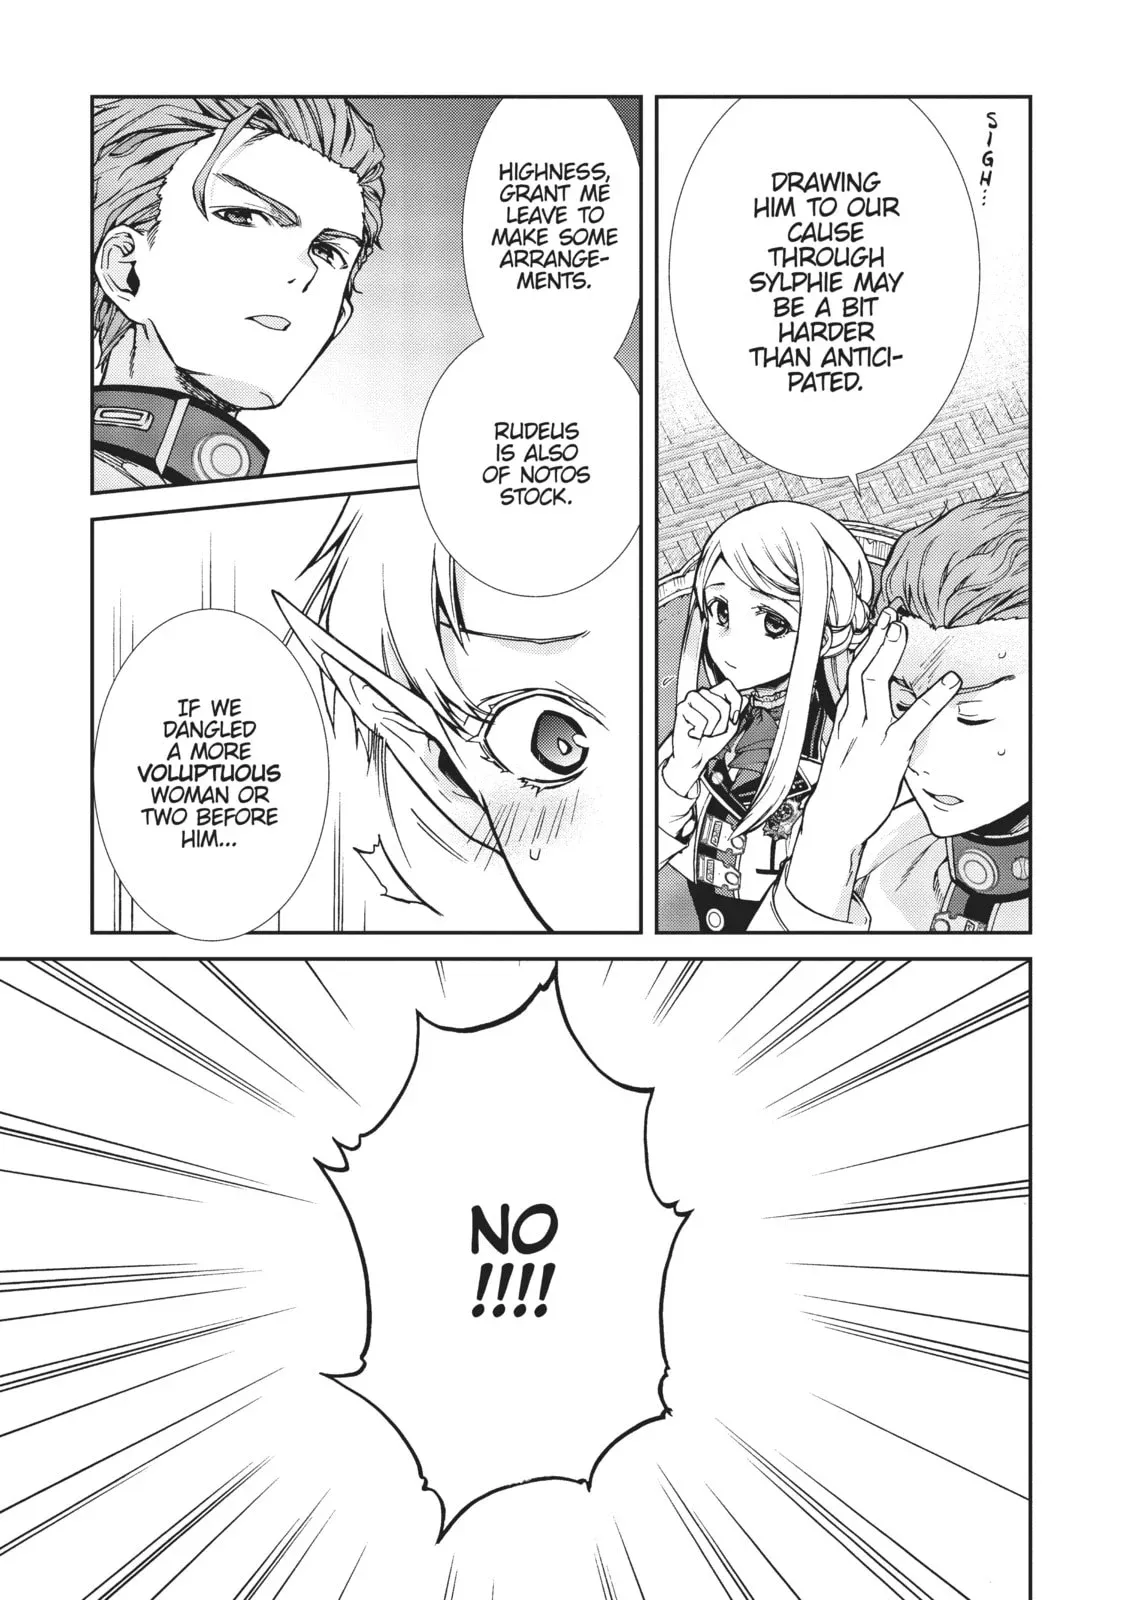 SIGH...
DRAWING
HIM TO OUR
CAUSE
THROUGH
SYLPHIE MAY
BE A BIT
HARDER
THAN ANTICI-
PATED.
HIGHNESS,
GRANT ME
LEAVE TO
MAKE SOME
ARRANGE-
MENTS.
RUDEUS
IS ALSO
OF NOTOS
STOCK.
IF WE
DANGLED
A MORE
VOLUPTUOUS
WOMAN OR
TWO BEFORE
HIM...
NO
!!!!